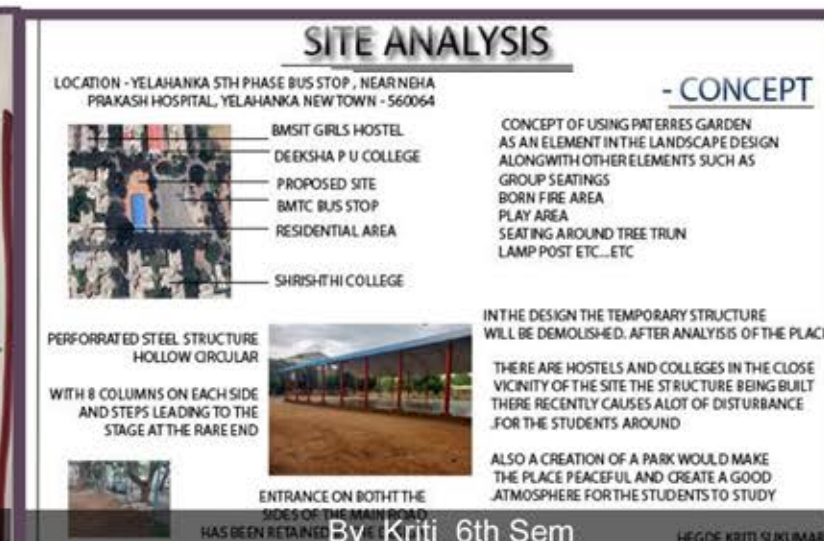 SITE ANALYSIS
LOCATION - YELAHANKA 5TH PHASE BUS STOP , NEAR NEHA
PRAKASH HOSPITAL, YELAHANKA NEW TOWN - 560064
BMSIT GIRLS HOSTEL
DEEKSHA P U COLLEGE
PROPOSED SITE
BMTC BUS STOP
RESIDENTIAL AREA
SHRISHTHI COLLEGE
PERFORRATED STEEL STRUCTURE
HOLLOW CIRCULAR
WITH 8 COLUMNS ON EACH SIDE
AND STEPS LEADING TO THE
STAGE AT THE RARE END
ENTRANCE ON BOTHT THE
SIDES OF THE MAIN ROAD
HAS BEEN RETAINED
- CONCEPT
CONCEPT OF USING PATERRES GARDEN
AS AN ELEMENT IN THE LANDSCAPE DESIGN
ALONGWITH OTHER ELEMENTS SUCH AS
GROUP SEATINGS
BORN FIRE AREA
PLAY AREA
SEATING AROUND TREE TRUN
LAMP POST ETC...ETC
IN THE DESIGN THE TEMPORARY STRUCTURE
WILL BE DEMOLISHED. AFTER ANALYISIS OF THE PLACE
THERE ARE HOSTELS AND COLLEGES IN THE CLOSE
VICINITY OF THE SITE THE STRUCTURE BEING BUILT
THERE RECENTLY CAUSES ALOT OF DISTURBANCE
.FOR THE STUDENTS AROUND
ALSO A CREATION OF A PARK WOULD MAKE
THE PLACE PEACEFUL AND CREATE A GOOD
.ATMOSPHERE FOR THE STUDENTS TO STUDY
HEGDE KRITI SUKUMAR
By Kriti 6th Sem